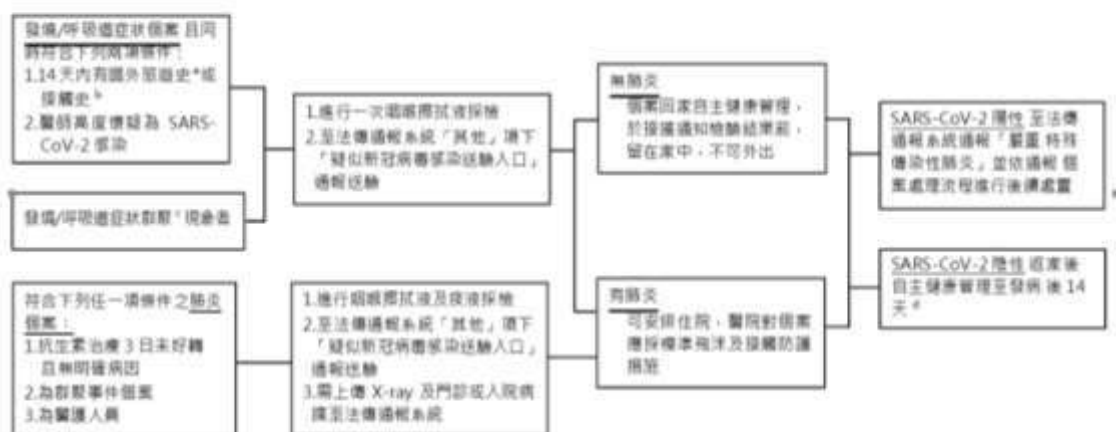 發燒/呼吸道症狀個案 且同
時符合下列兩項條件：
1.14天內有國外旅遊史a或
接觸史b
2.醫師高度懷疑為 SARS-
CoV-2 感染
發燒/呼吸道症狀群聚c現象者
符合下列任一項條件之肺炎
個案：
1.抗生素治療 3 日未好轉
且無明確病因
2.為群聚事件個案
3.為醫護人員
1.進行一次咽喉擦拭液採檢
2.至法傳通報系統「其他」項下
「疑似新冠病毒感染送驗入口」
通報送驗
1.進行咽喉擦拭液及痰液採檢
2.至法傳通報系統「其他」項下
「疑似新冠病毒感染送驗入口」
通報送驗
3.需上傳 X-ray 及門診或入院病
摘至法傳通報系統
無肺炎
個案回家自主健康管理，
於接獲通知檢驗結果前，
留在家中，不可外出
有肺炎
可安排住院，醫院對個案
應採標準飛沫及接觸防護
措施
SARS-CoV-2 陽性 至法傳
通報系統通報「嚴重 特殊
傳染性肺炎」並依通報 個
案處理流程進行後續處置
SARS-CoV-2 陰性 返家後
自主健康管理至發病 後 14
天d